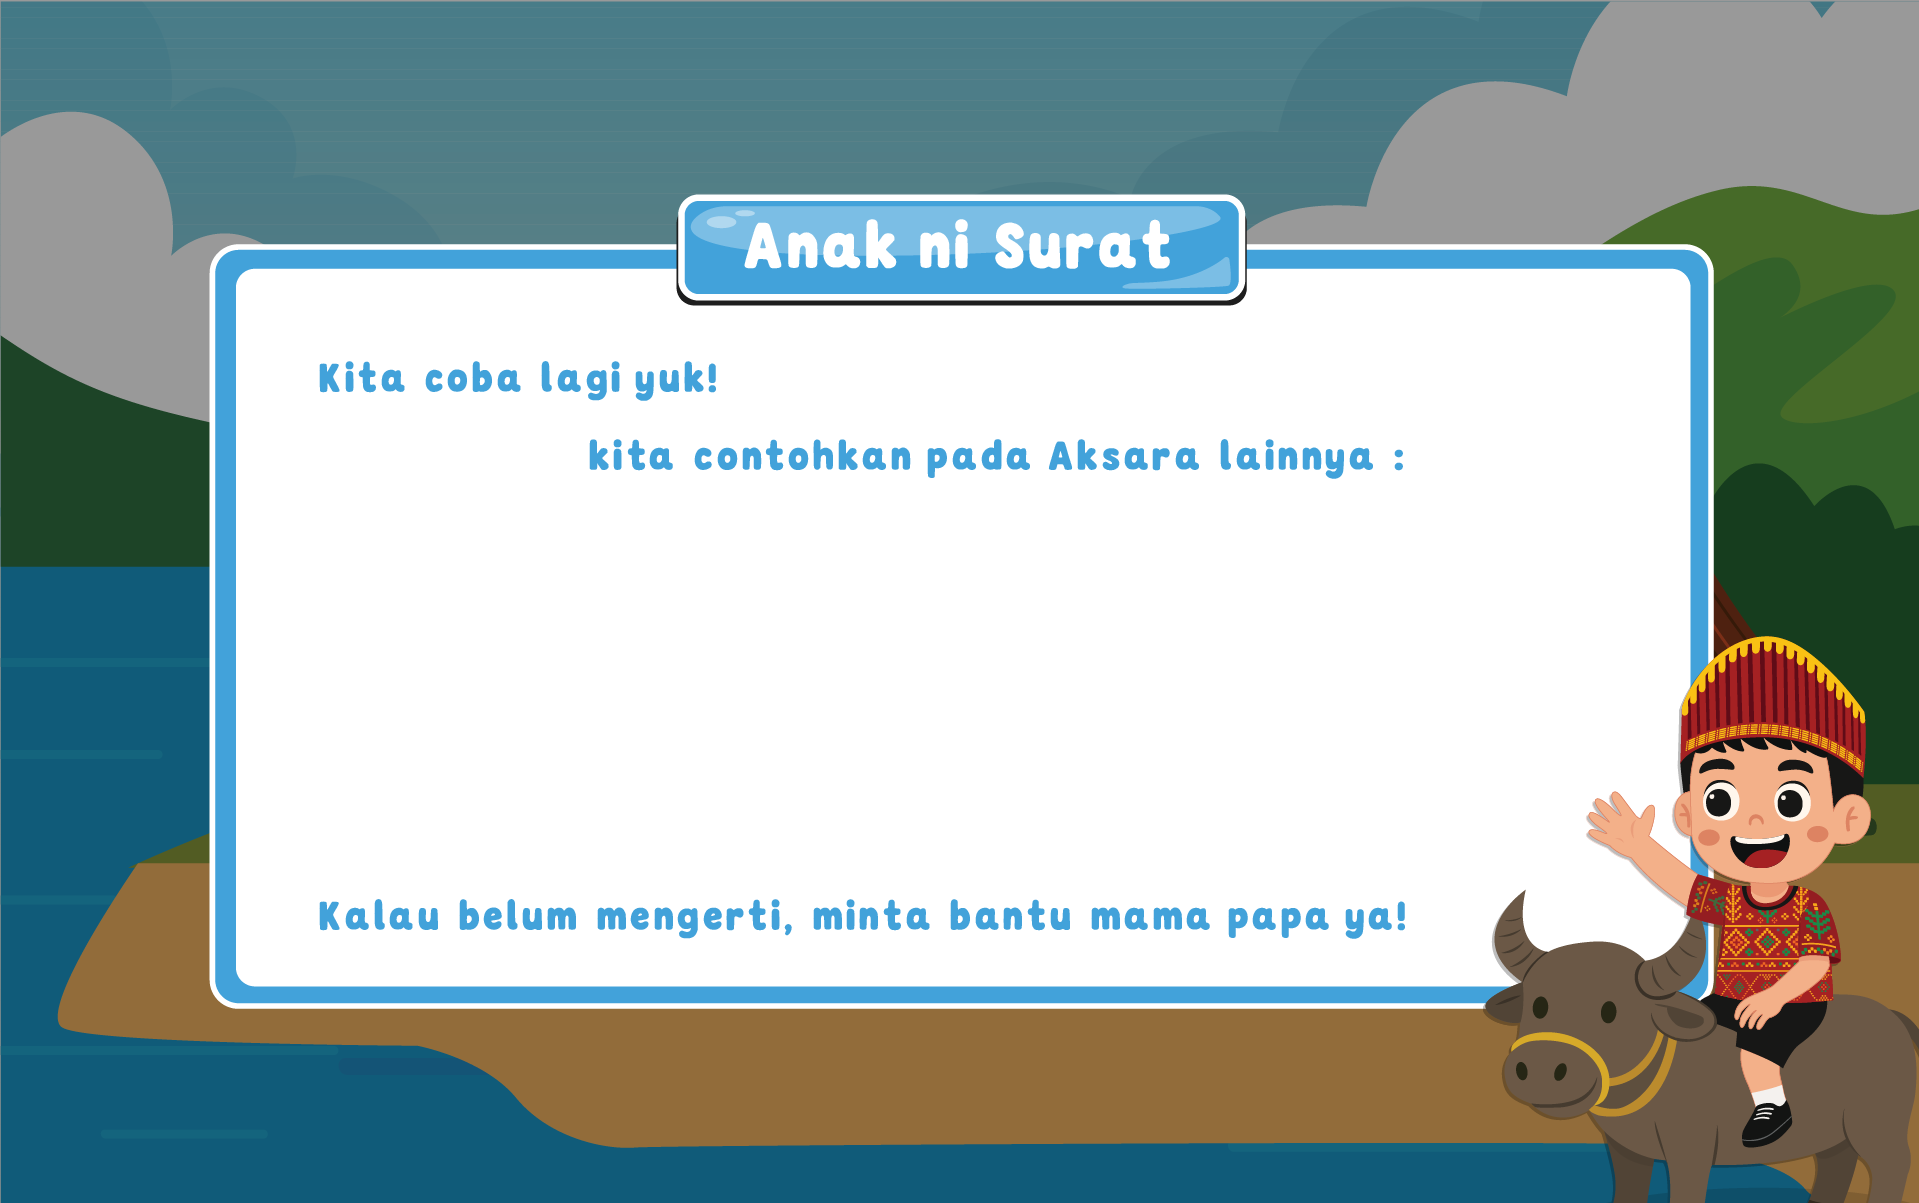 Anak ni Surat
Kita coba lagi yuk!
kita contohkan pada Aksara lainnya :
Kalau belum mengerti, minta bantu mama papa ya!